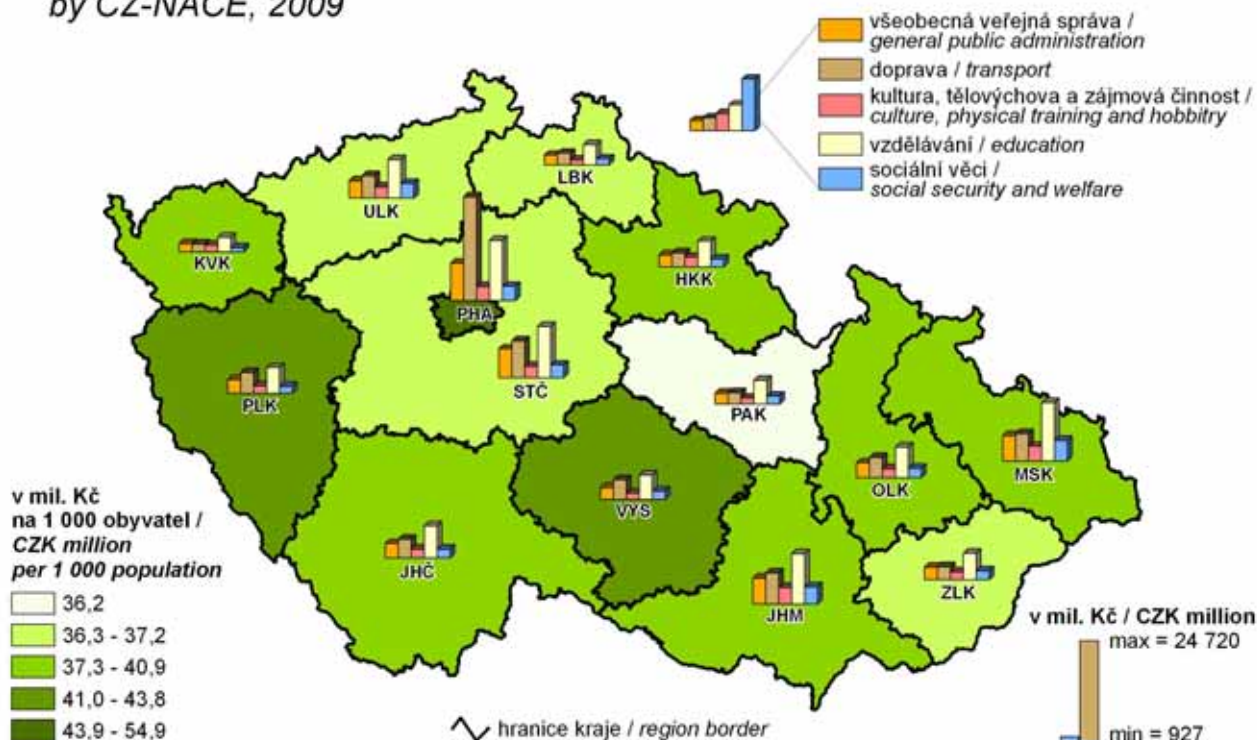 by CZ-NACE, 2009
všeobecná veřejná správa /
general public administration
doprava / transport
kultura, tělovýchova a zájmová činnost /
culture, physical training and hobbitry
vzdělávání / education
sociální věci /
social security and welfare
LBK
ULK
KVK
HKK
PHA
STČ
PLK
PAK
MSK
OLK
VYS
JHČ
ZLK
JHM
v mil. Kč
na 1 000 obyvatel /
CZK million
per 1 000 population
36,2
36,3 - 37,2
37,3 - 40,9
41,0 - 43,8
43,9 - 54,9
hranice kraje / region border
v mil. Kč / CZK million
max = 24 720
min = 927